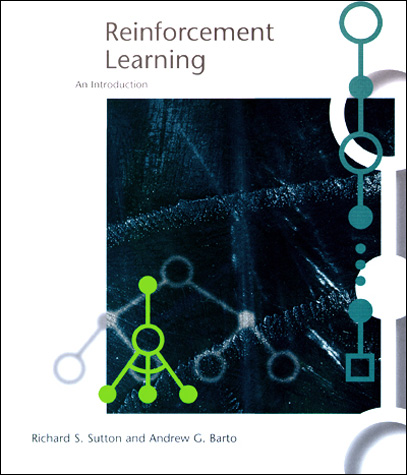 Reinforcement
Learning
An Introduction
Richard S. Sutton and Andrew G. Barto